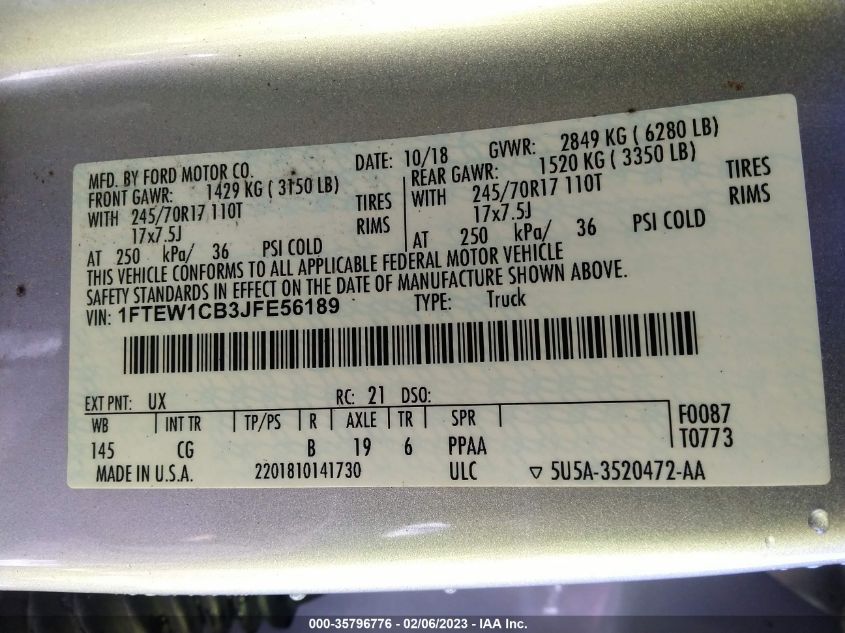 MFD. BY FORD MOTOR CO.
DATE: 10/18 GVWR: 2849 KG ( 6280 LB)
FRONT GAWR: 1429 KG ( 3150 LB)
WITH 245/70R17 110T TIRES
17x7.5J RIMS
AT 250 kPa/ 36 PSI COLD
REAR GAWR: 1520 KG ( 3350 LB)
WITH 245/70R17 110T TIRES
17x7.5J RIMS
AT 250 kPa/ 36 PSI COLD
THIS VEHICLE CONFORMS TO ALL APPLICABLE FEDERAL MOTOR VEHICLE
SAFETY STANDARDS IN EFFECT ON THE DATE OF MANUFACTURE SHOWN ABOVE.
VIN: 1FTEW1CB3JFE56189 TYPE: Truck
EXT PNT: UX RC: 21 DSO:
WB INT TR TP/PS R AXLE TR SPR F0087
145 CG B 19 6 PPAA T0773
MADE IN U.S.A. 2201810141730 ULC ▽ 5U5A-3520472-AA
000-35796776 - 02/06/2023 - IAA Inc.